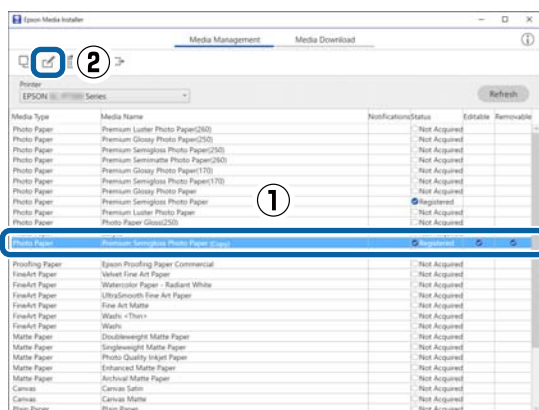 Epson Media Installer
Media Management Media Download
②
Printer
EPSON Series
Refresh
Media Type Media Name Notifications Status Editable Removable
Photo Paper Premium Luster Photo Paper(260) Not Acquired
Photo Paper Premium Glossy Photo Paper(250) Not Acquired
Photo Paper Premium Semigloss Photo Paper(250) Not Acquired
Photo Paper Premium Semimatte Photo Paper(260) Not Acquired
Photo Paper Premium Glossy Photo Paper(170) Not Acquired
Photo Paper Premium Semigloss Photo Paper(170) Not Acquired
Photo Paper Premium Glossy Photo Paper Not Acquired
Photo Paper Premium Semigloss Photo Paper Registered
Photo Paper Premium Luster Photo Paper Not Acquired
Photo Paper Photo Paper Gloss(250) Not Acquired
①
Photo Paper Premium Semigloss Photo Paper (Copy) Registered
Proofing Paper Epson Proofing Paper Commercial Not Acquired
FineArt Paper Velvet Fine Art Paper Not Acquired
FineArt Paper Watercolor Paper - Radiant White Not Acquired
FineArt Paper UltraSmooth Fine Art Paper Not Acquired
FineArt Paper Fine Art Matte Not Acquired
FineArt Paper Washi <Thin> Not Acquired
FineArt Paper Washi Not Acquired
Matte Paper Doubleweight Matte Paper Not Acquired
Matte Paper Singleweight Matte Paper Not Acquired
Matte Paper Photo Quality Inkjet Paper Not Acquired
Matte Paper Enhanced Matte Paper Not Acquired
Matte Paper Archival Matte Paper Not Acquired
Canvas Canvas Satin Not Acquired
Canvas Canvas Matte Not Acquired
Plain Paper Plain Paper Not Acquired